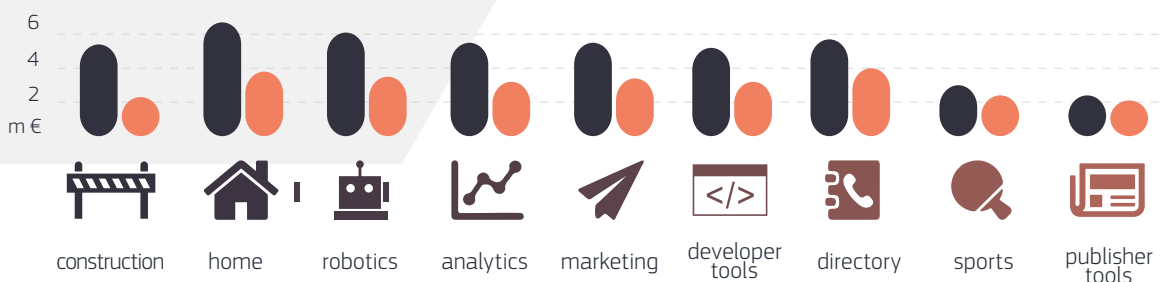 6
4
2
m €
</>
construction
home
robotics
analytics
marketing
developer
tools
directory
sports
publisher
tools